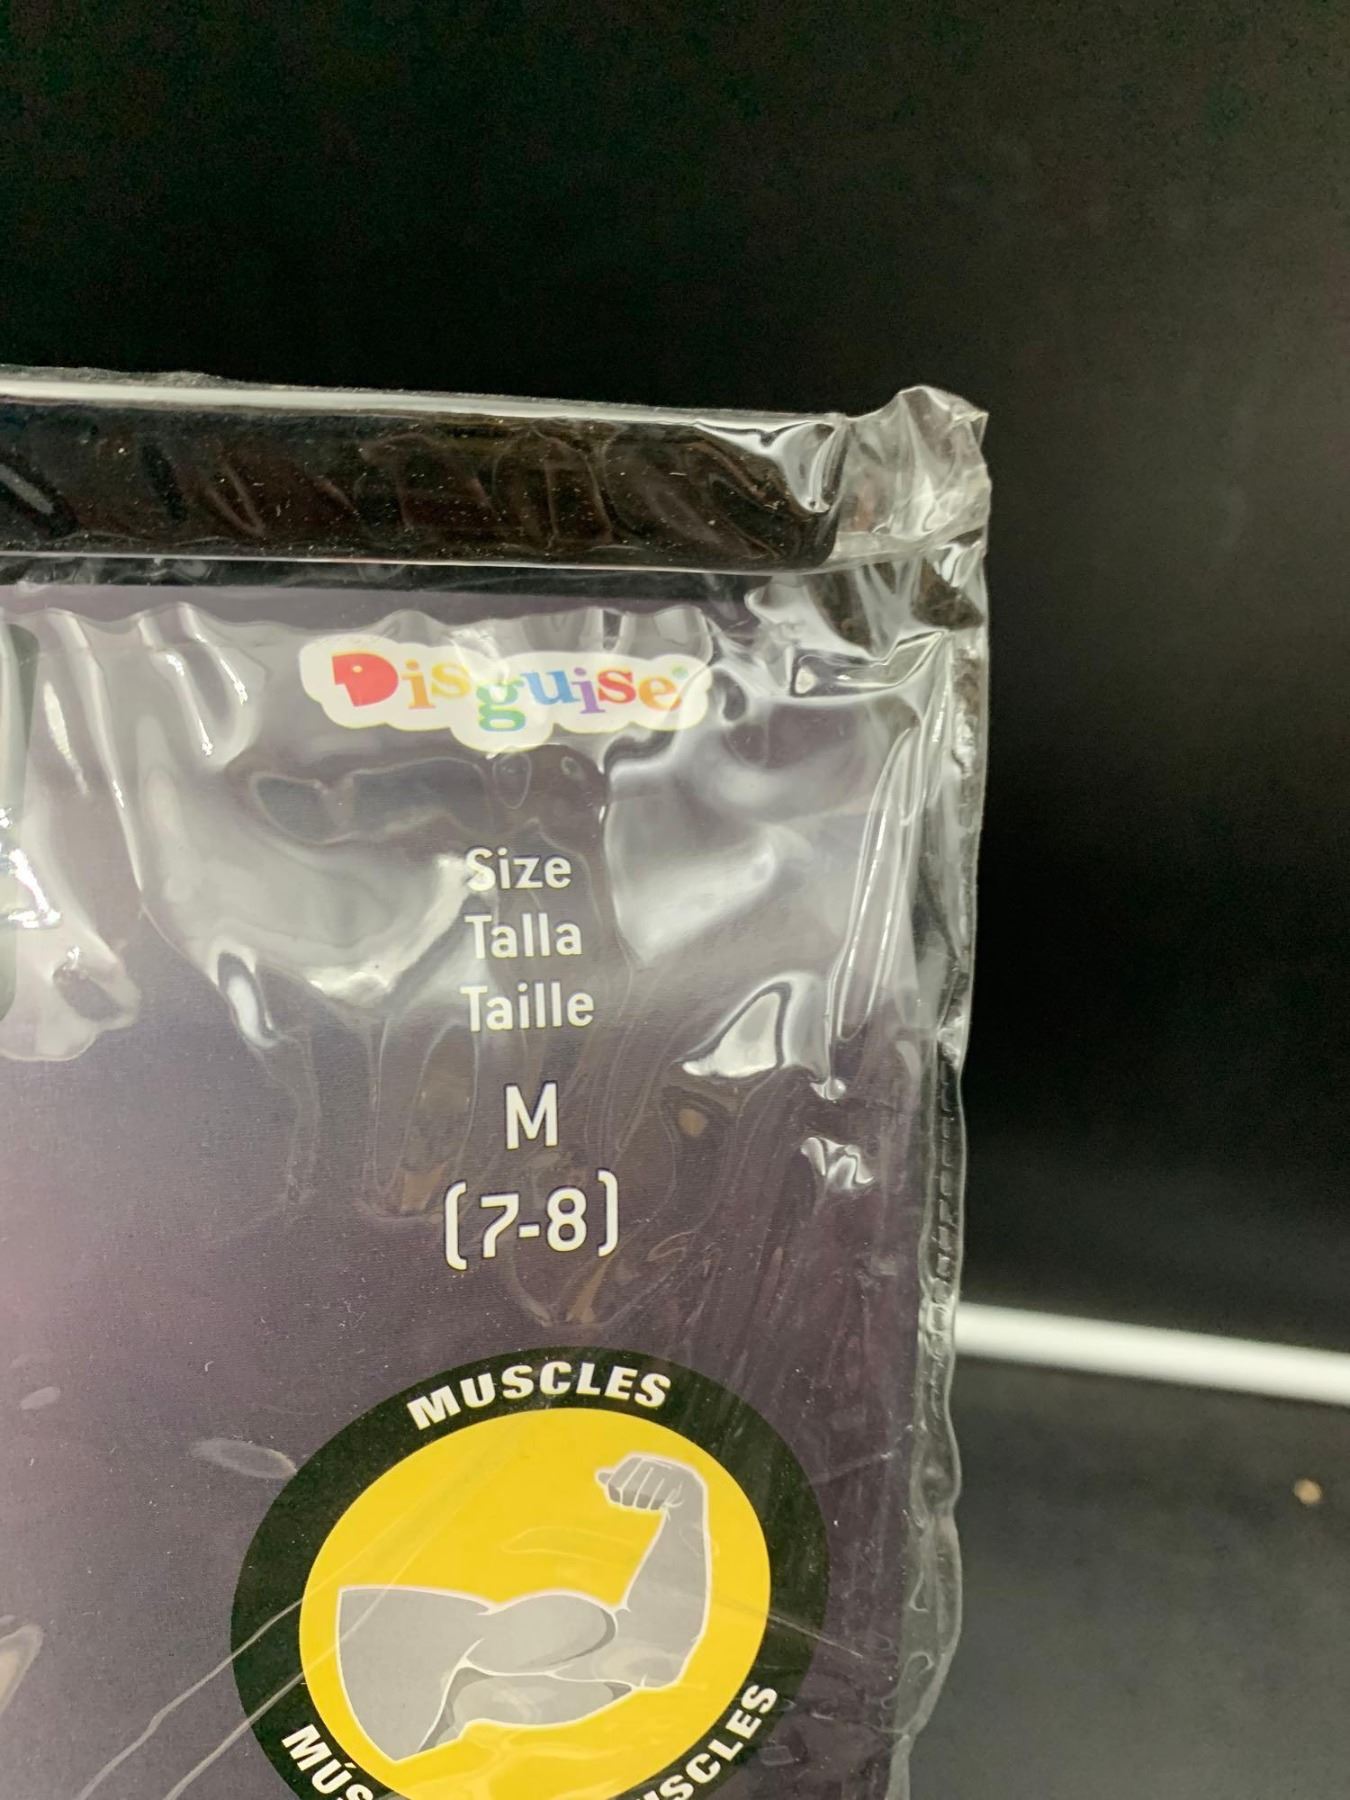 Disguise
Size
Talla
Taille
M
(7-8)
MUSCLES